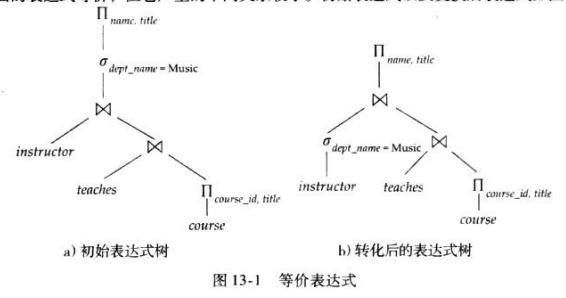 Π name, title
σ dept_name = Music
⋈
instructor
⋈
teaches
Π course_id, title
course
a) 初始表达式树
Π name, title
⋈
σ dept_name = Music
⋈
instructor
teaches
Π course_id, title
course
b) 转化后的表达式树
图 13-1 等价表达式